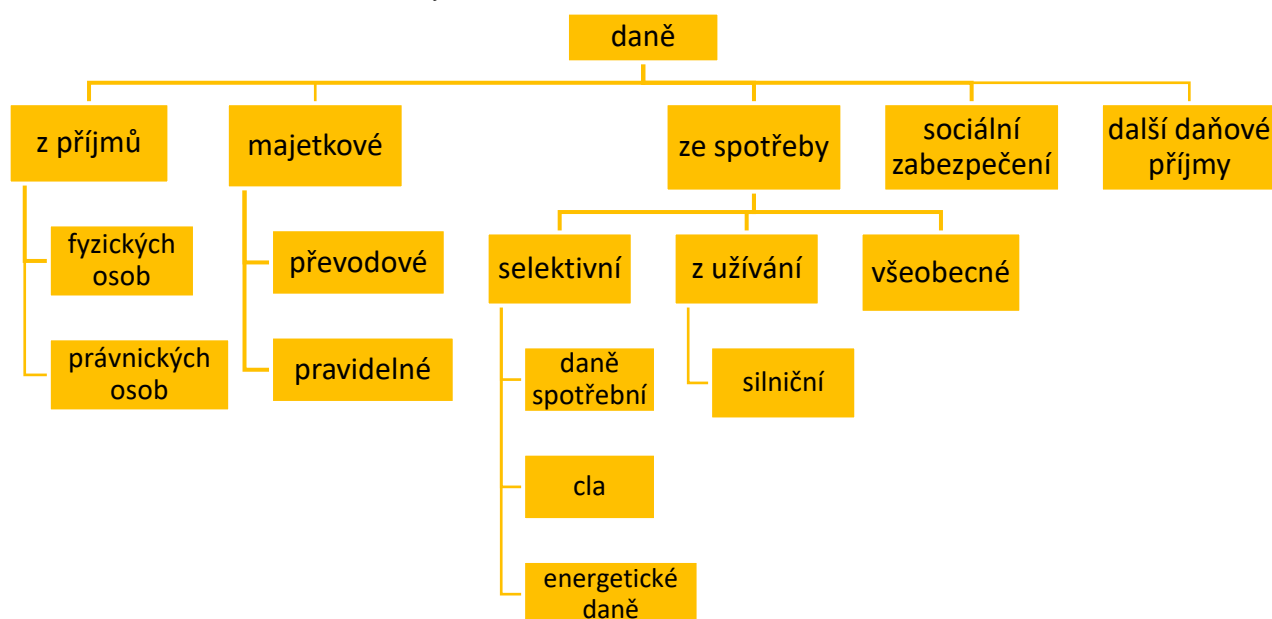 daně
z příjmů
majetkové
ze spotřeby
sociální
zabezpečení
další daňové
příjmy
fyzických
osob
právnických
osob
převodové
pravidelné
selektivní
z užívání
všeobecné
daně
spotřební
cla
energetické
daně
silniční